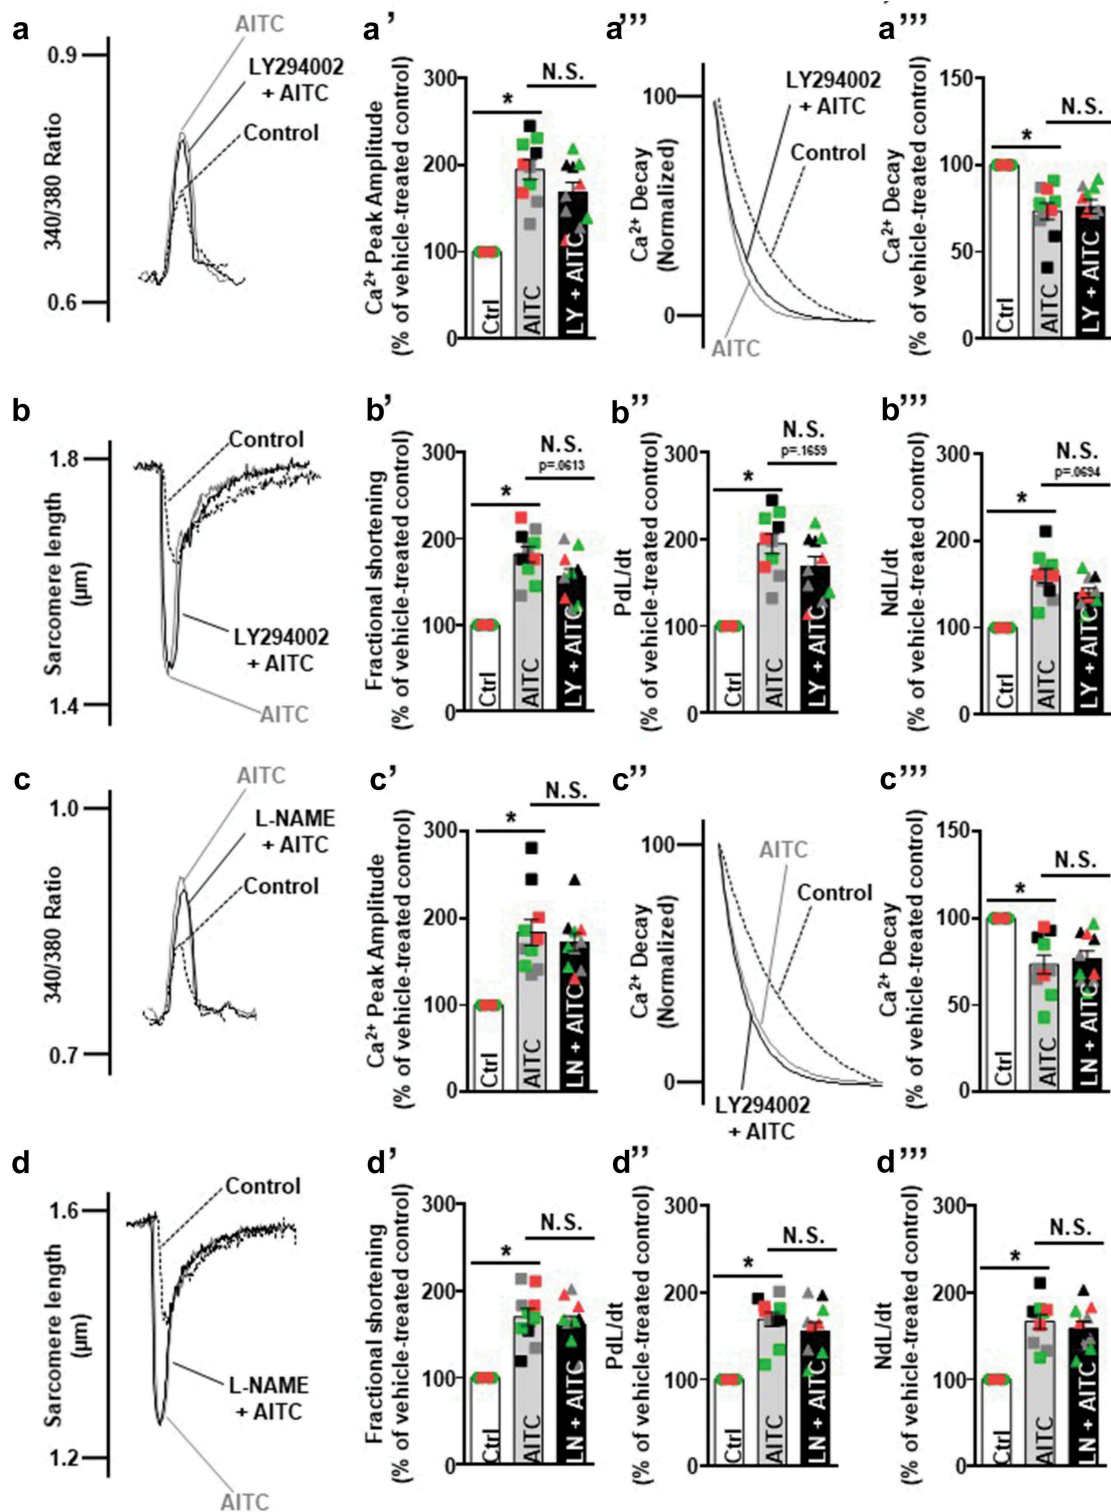 a
0.9
340/380 Ratio
0.6
AITC
LY294002
+ AITC
Control
a’
Ca²⁺ Peak Amplitude
(% of vehicle-treated control)
300
200
100
0
*
N.S.
Ctrl
AITC
LY + AITC
a’’’
Ca²⁺ Decay
(Normalized)
100
0
LY294002
+ AITC
Control
AITC
a’’’
Ca²⁺ Decay
(% of vehicle-treated control)
150
100
50
0
*
N.S.
Ctrl
AITC
LY + AITC
b
1.8
Sarcomere length
(µm)
1.4
Control
LY294002
+ AITC
AITC
b’
Fractional shortening
(% of vehicle-treated control)
300
200
100
0
*
N.S.
p=.0613
Ctrl
AITC
LY + AITC
b’’
PdL/dt
(% of vehicle-treated control)
300
200
100
0
*
N.S.
p=.1659
Ctrl
AITC
LY + AITC
b’’’
NdL/dt
(% of vehicle-treated control)
300
200
100
0
*
N.S.
p=.0694
Ctrl
AITC
LY + AITC
c
1.0
340/380 Ratio
0.7
AITC
L-NAME
+ AITC
Control
c’
Ca²⁺ Peak Amplitude
(% of vehicle-treated control)
300
200
100
0
*
N.S.
Ctrl
AITC
LN + AITC
c’’
Ca²⁺ Decay
(Normalized)
100
0
AITC
Control
LY294002
+ AITC
c’’’
Ca²⁺ Decay
(% of vehicle-treated control)
150
100
50
0
*
N.S.
Ctrl
AITC
LN + AITC
d
1.6
Sarcomere length
(µm)
1.2
Control
L-NAME
+ AITC
AITC
d’
Fractional shortening
(% of vehicle-treated control)
300
200
100
0
*
N.S.
Ctrl
AITC
LN + AITC
d’’
PdL/dt
(% of vehicle-treated control)
300
200
100
0
*
N.S.
Ctrl
AITC
LN + AITC
d’’’
NdL/dt
(% of vehicle-treated control)
300
200
100
0
*
N.S.
Ctrl
AITC
LN + AITC